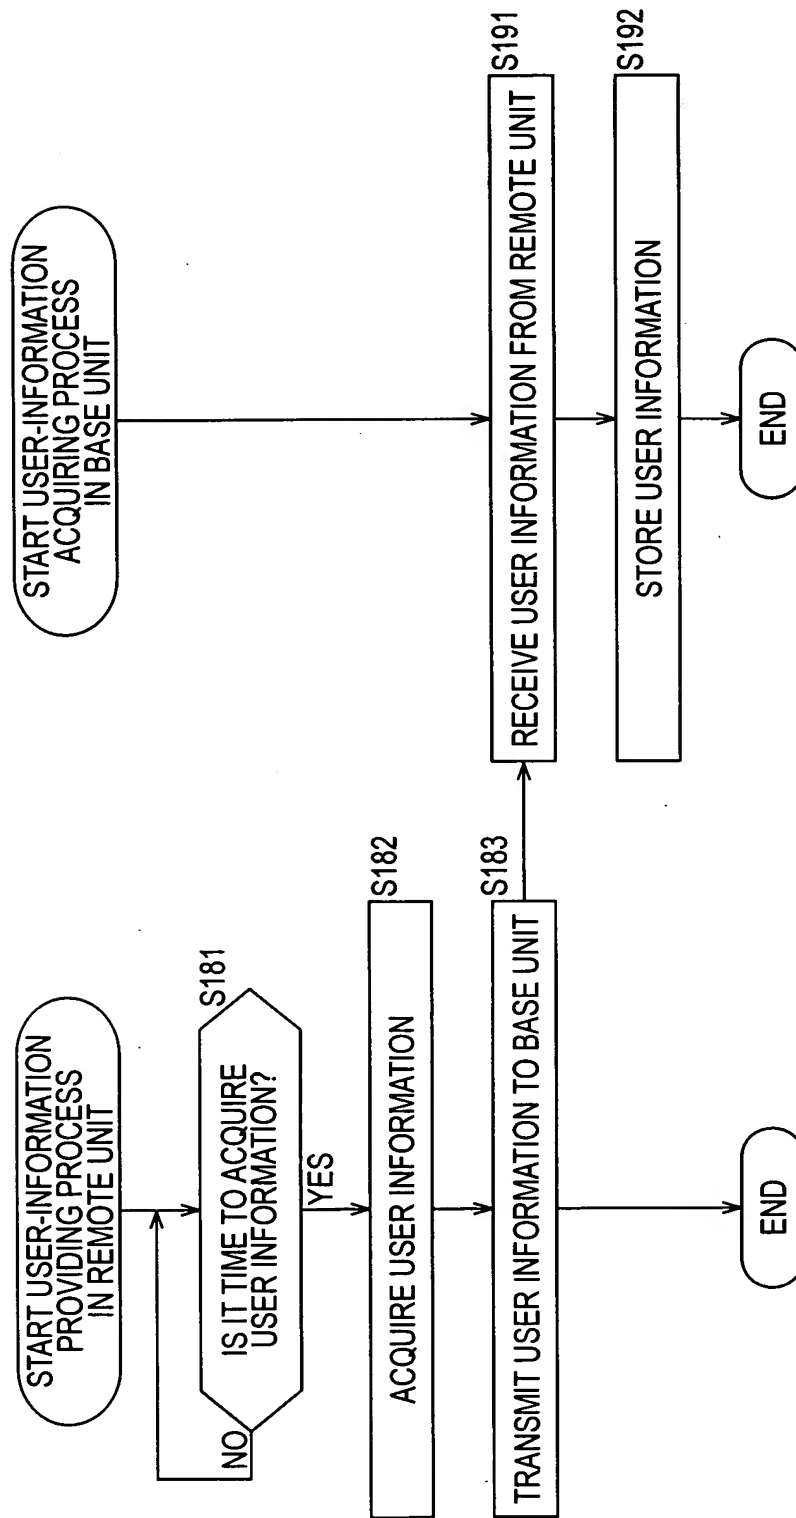 START USER-INFORMATION
PROVIDING PROCESS
IN REMOTE UNIT
S181
IS IT TIME TO ACQUIRE
USER INFORMATION?
NO
YES
S182
ACQUIRE USER INFORMATION
S183
TRANSMIT USER INFORMATION TO BASE UNIT
END
START USER-INFORMATION
ACQUIRING PROCESS
IN BASE UNIT
S191
RECEIVE USER INFORMATION FROM REMOTE UNIT
S192
STORE USER INFORMATION
END